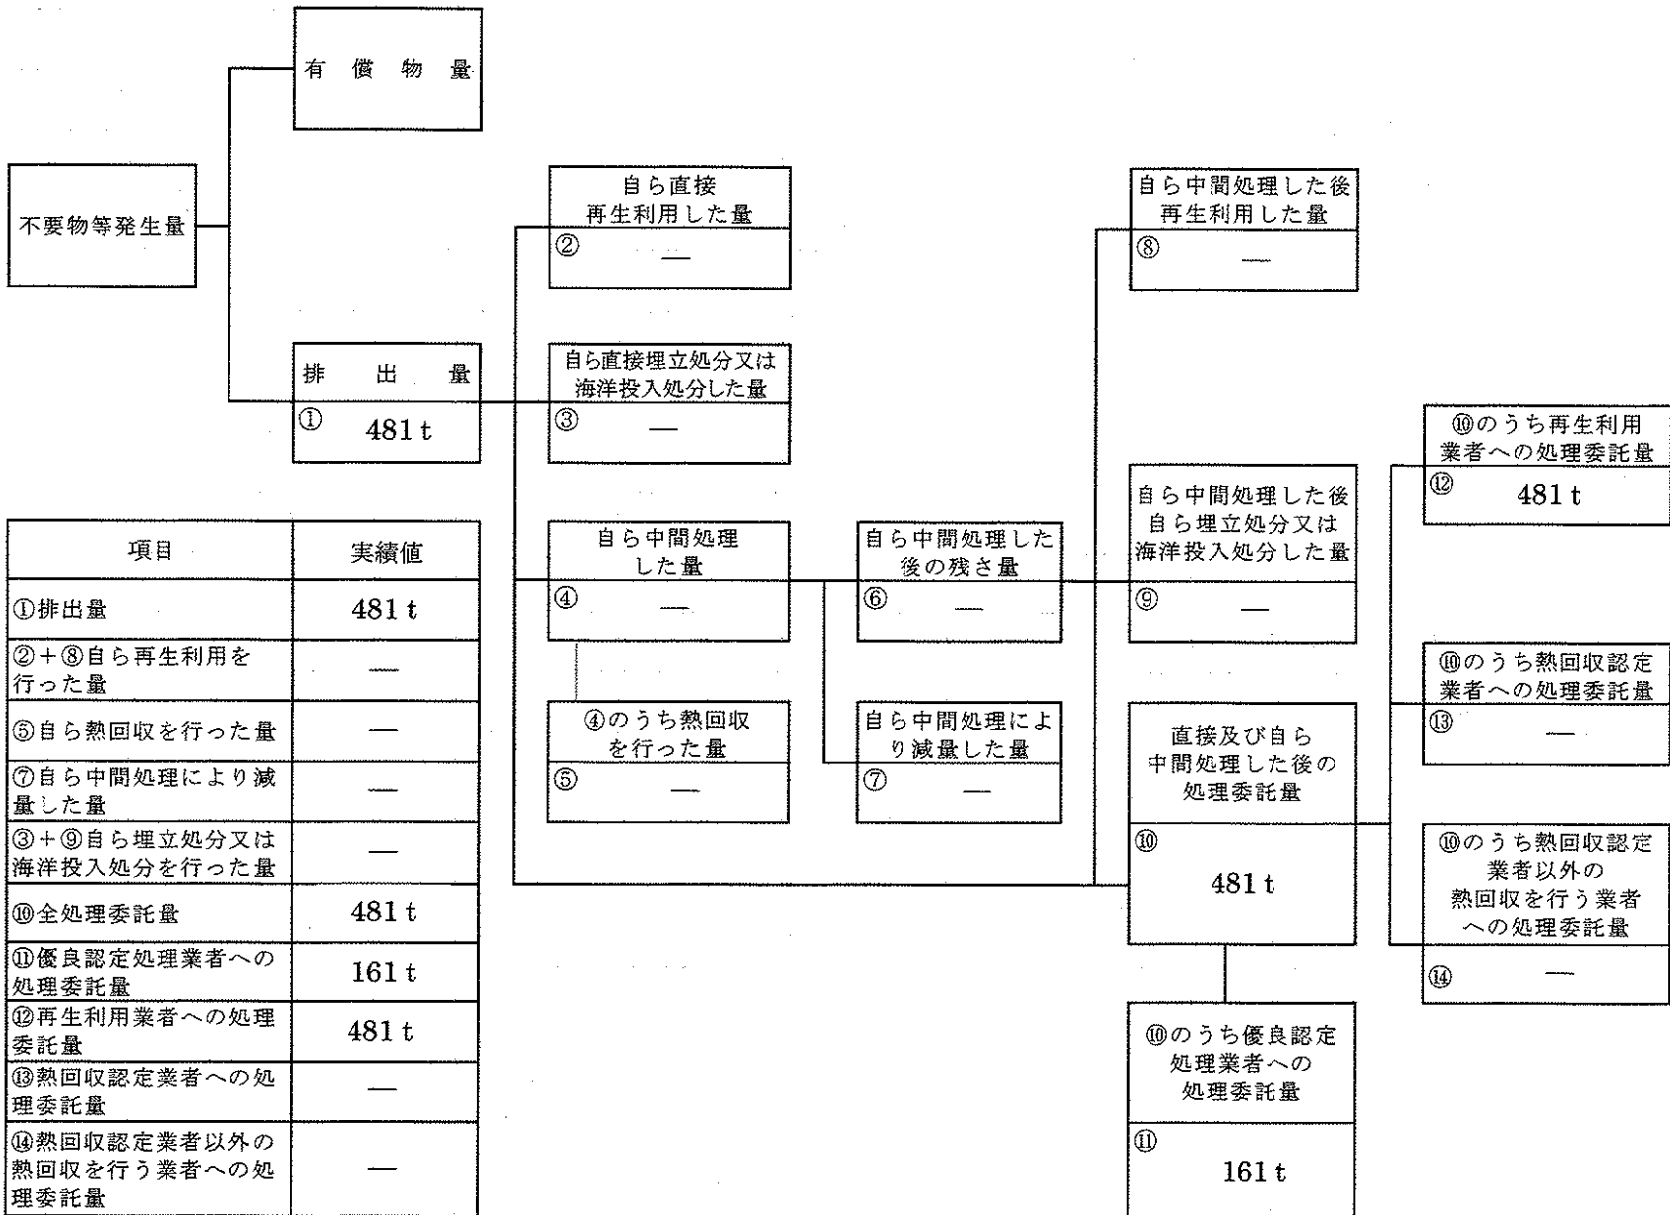 有償物量
不要物等発生量
排出量
① 481 t
自ら直接
再生利用した量
② —
自ら直接埋立処分又は
海洋投入処分した量
③ —
自ら中間処理
した量
④ —
④のうち熱回収
を行った量
⑤ —
自ら中間処理した
後の残さ量
⑥ —
自ら中間処理によ
り減量した量
⑦ —
自ら中間処理した後
再生利用した量
⑧ —
自ら中間処理した後
自ら埋立処分又は
海洋投入処分した量
⑨ —
直接及び自ら
中間処理した後の
処理委託量
⑩
481 t
⑩のうち優良認定
処理業者への
処理委託量
⑪
161 t
⑩のうち再生利用
業者への処理委託量
⑫ 481 t
⑩のうち熱回収認定
業者への処理委託量
⑬ —
⑩のうち熱回収認定
業者以外の
熱回収を行う業者
への処理委託量
⑭ —
項目 実績値
①排出量 481 t
②+⑧自ら再生利用を
行った量 —
⑤自ら熱回収を行った量 —
⑦自ら中間処理により減
量した量 —
③+⑨自ら埋立処分又は
海洋投入処分を行った量 —
⑩全処理委託量 481 t
⑪優良認定処理業者への
処理委託量 161 t
⑫再生利用業者への処理
委託量 481 t
⑬熱回収認定業者への処
理委託量 —
⑭熱回収認定業者以外の
熱回収を行う業者への処
理委託量 —